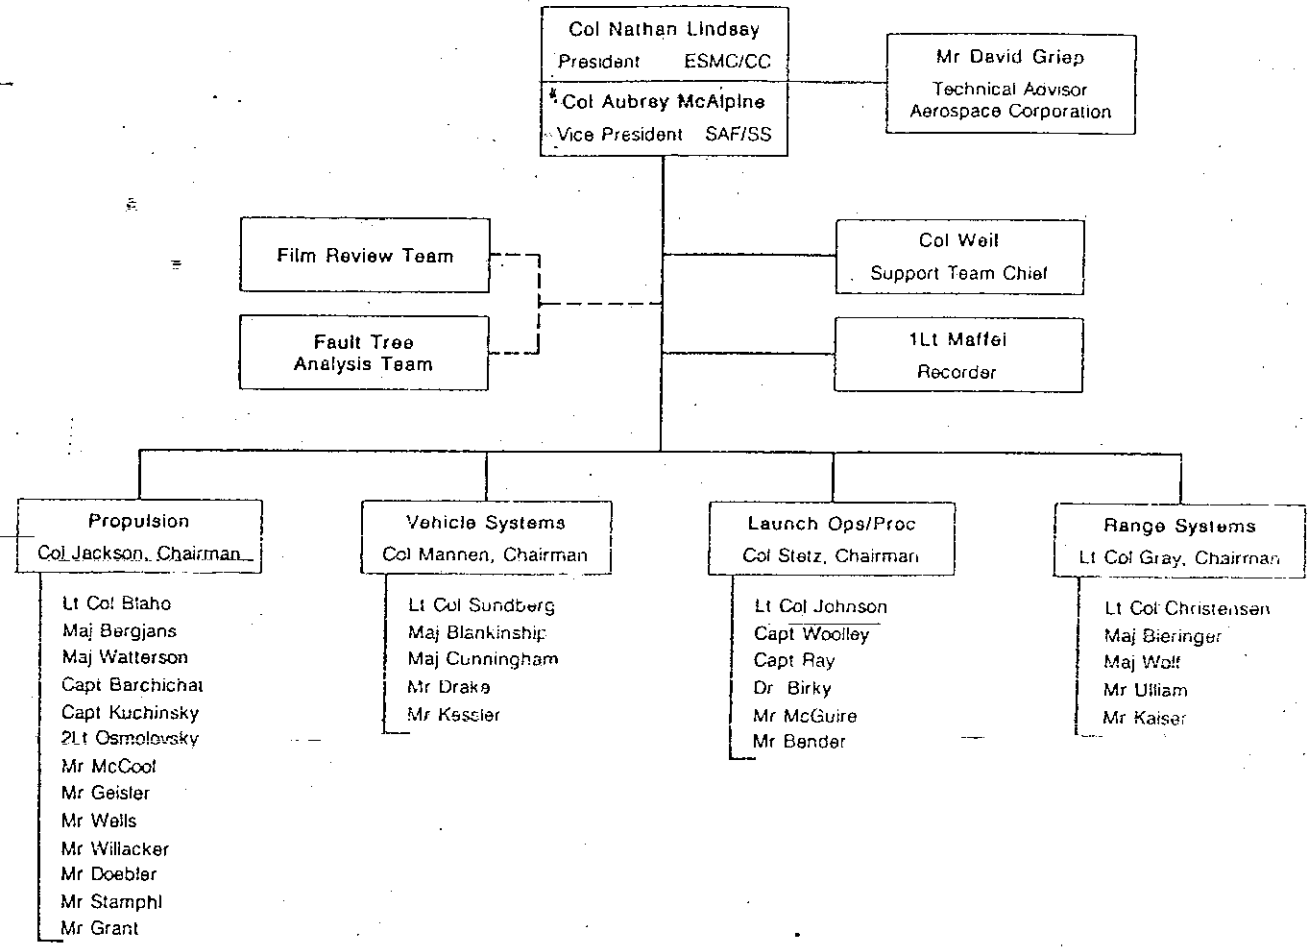 Col Nathan Lindsay
President ESMC/CC
* Col Aubrey McAlpine
Vice President SAF/SS
Mr David Griep
Technical Advisor
Aerospace Corporation
Film Review Team
Fault Tree
Analysis Team
Col Weil
Support Team Chief
1Lt Maffei
Recorder
Propulsion
Col Jackson, Chairman
Lt Col Blaho
Maj Bergjans
Maj Watterson
Capt Barchichat
Capt Kuchinsky
2Lt Osmolovsky
Mr McCool
Mr Geisler
Mr Wells
Mr Willacker
Mr Doebler
Mr Stamphl
Mr Grant
Vehicle Systems
Col Mannen, Chairman
Lt Col Sundberg
Maj Blankinship
Maj Cunningham
Mr Drake
Mr Kessler
Launch Ops/Proc
Col Stetz, Chairman
Lt Col Johnson
Capt Woolley
Capt Ray
Dr Birky
Mr McGuire
Mr Bender
Range Systems
Lt Col Gray, Chairman
Lt Col Christensen
Maj Bieringer
Maj Wolf
Mr Ulliam
Mr Kaiser